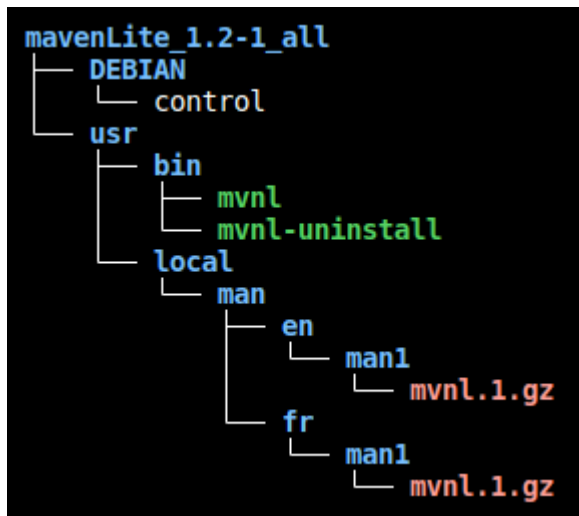 mavenLite_1.2-1_all
DEBIAN
control
usr
bin
mvnl
mvnl-uninstall
local
man
en
man1
mvnl.1.gz
fr
man1
mvnl.1.gz